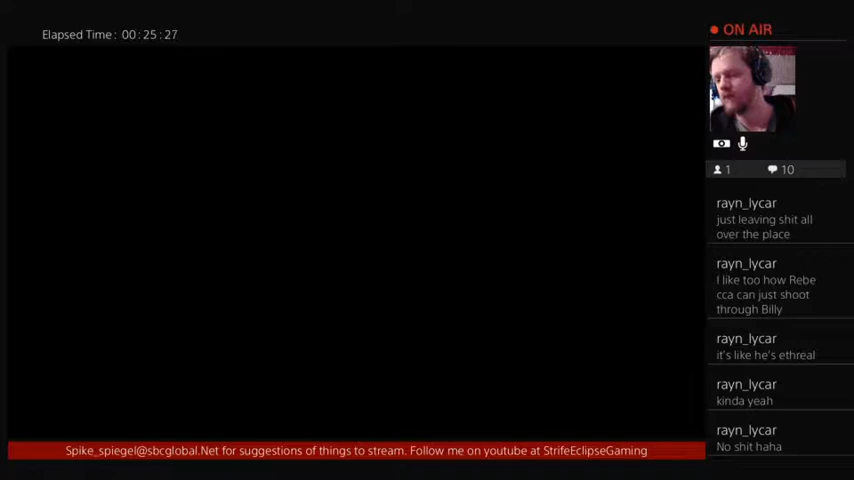 Elapsed Time: 00:25:27
ON AIR
1 10
rayn_lycar
just leaving shit all
over the place
rayn_lycar
I like too how Rebe
cca can just shoot
through Billy
rayn_lycar
it's like he's ethreal
rayn_lycar
kinda yeah
rayn_lycar
No shit haha
Spike_spiegel@sbcglobal.Net for suggestions of things to stream. Follow me on youtube at StrifeEclipseGaming